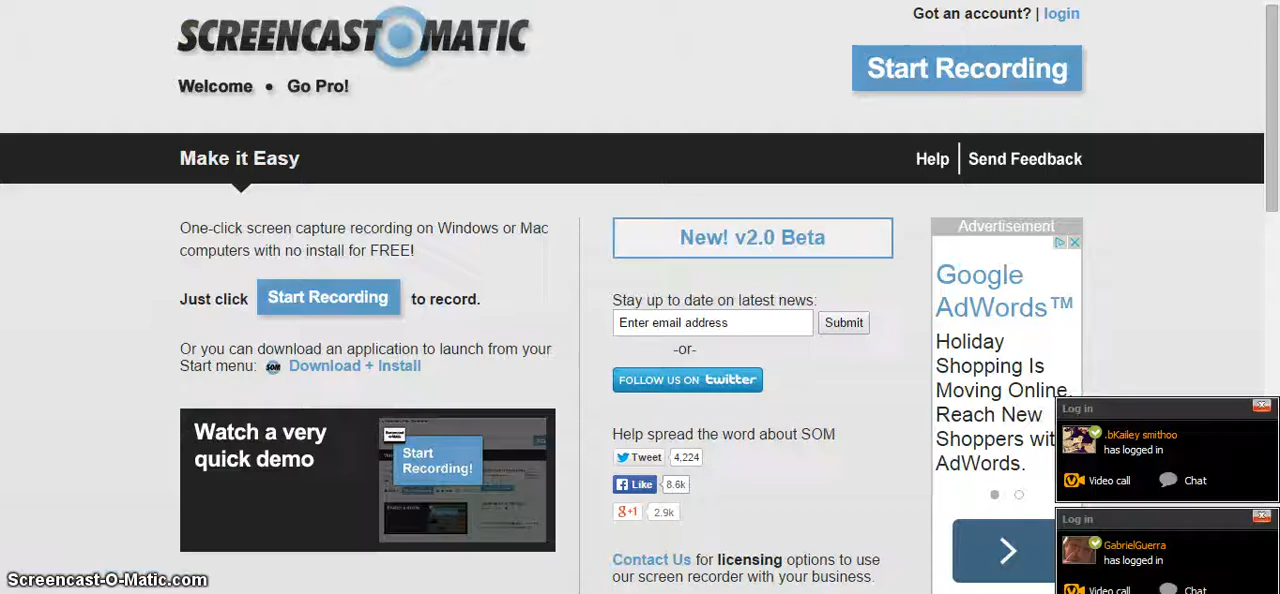 SCREENCAST-O-MATIC
Got an account? | login
Start Recording
Welcome • Go Pro!
Make it Easy
Help
Send Feedback
One-click screen capture recording on Windows or Mac
computers with no install for FREE!
Just click Start Recording to record.
Or you can download an application to launch from your
Start menu: SOM Download + Install
Watch a very
quick demo
Start
Recording!
New! v2.0 Beta
Stay up to date on latest news:
Enter email address
Submit
-or-
FOLLOW US ON twitter
Help spread the word about SOM
Tweet 4,224
Like 8.6k
g+1 2.9k
Contact Us for licensing options to use
our screen recorder with your business.
Advertisement
Google
AdWords™
Holiday
Shopping Is
Moving Online.
Reach New
Shoppers wit
AdWords.
Log in
.bKailey smithoo
has logged in
Video call
Chat
Log in
GabrielGuerra
has logged in
Video call
Chat
Screencast-O-Matic.com